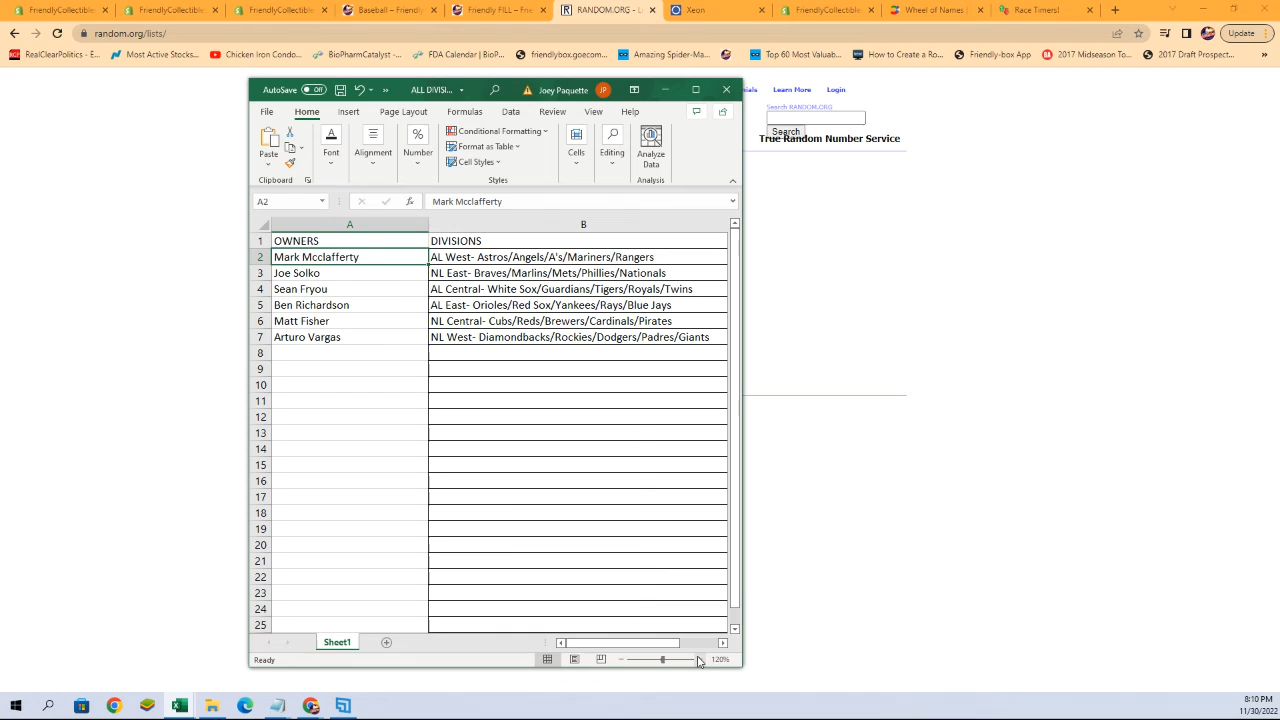 FriendlyCollectible
FriendlyCollectible
FriendlyCollectible
Baseball – Friendly
Friendly FILL – Frien
RANDOM.ORG - L
Xeon
FriendlyCollectible
Wheel of Names |
Race Timers!
random.org/lists/
Update
RealClearPolitics - E...
Most Active Stocks...
Chicken Iron Condo...
BioPharmCatalyst -...
FDA Calendar | BioP...
friendlybox.goecom...
Amazing Spider-Ma...
Top 60 Most Valuab...
How to Create a Ro...
Friendly-box App
2017 Midseason To...
2017 Draft Prospect...
nials
Learn More
Login
Search RANDOM.ORG
Search
True Random Number Service
AutoSave
Off
ALL DIVISI...
Joey Paquette
JP
File
Home
Insert
Page Layout
Formulas
Data
Review
View
Help
Paste
Clipboard
Font
Alignment
Number
Conditional Formatting
Format as Table
Cell Styles
Styles
Cells
Editing
Analyze
Data
Analysis
A2
fx
Mark Mcclafferty
A
B
1 OWNERS DIVISIONS
2 Mark Mcclafferty AL West- Astros/Angels/A's/Mariners/Rangers
3 Joe Solko NL East- Braves/Marlins/Mets/Phillies/Nationals
4 Sean Fryou AL Central- White Sox/Guardians/Tigers/Royals/Twins
5 Ben Richardson AL East- Orioles/Red Sox/Yankees/Rays/Blue Jays
6 Matt Fisher NL Central- Cubs/Reds/Brewers/Cardinals/Pirates
7 Arturo Vargas NL West- Diamondbacks/Rockies/Dodgers/Padres/Giants
8
9
10
11
12
13
14
15
16
17
18
19
20
21
22
23
24
25
Sheet1
Ready
120%
8:10 PM
11/30/2022